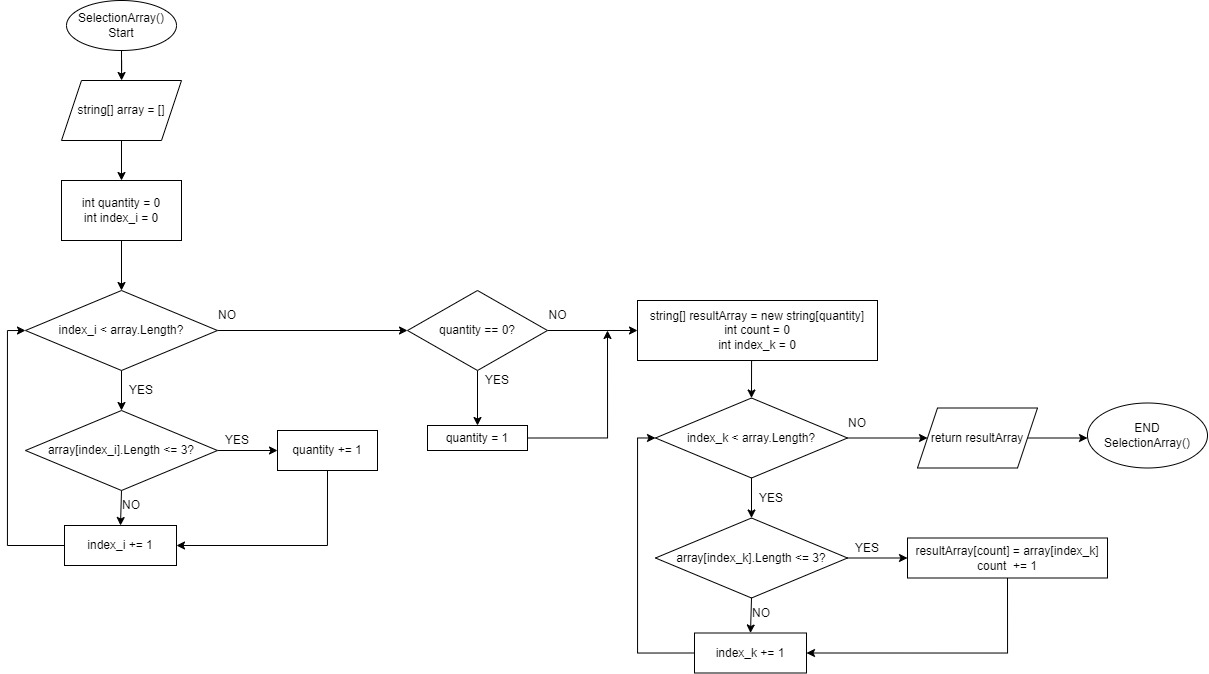 SelectionArray()
Start
string[] array = []
int quantity = 0
int index_i = 0
index_i < array.Length?
NO
YES
array[index_i].Length <= 3?
YES
quantity += 1
NO
index_i += 1
quantity == 0?
NO
YES
quantity = 1
string[] resultArray = new string[quantity]
int count = 0
int index_k = 0
index_k < array.Length?
NO
return resultArray
END
SelectionArray()
YES
array[index_k].Length <= 3?
YES
resultArray[count] = array[index_k]
count += 1
NO
index_k += 1